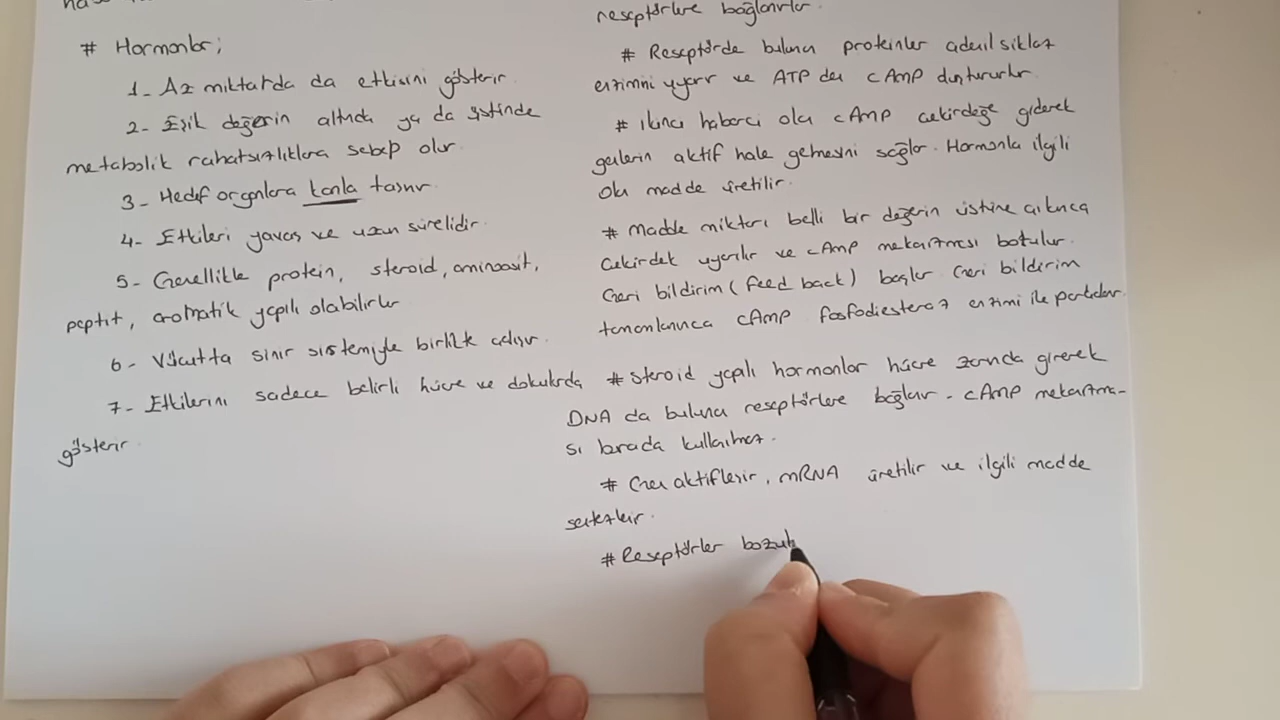 # Hormonlar;
1- Az miktarda da etkisini gösterir.
2- Eşik değerin altında ya da üstünde
metabolik rahatsızlıklara sebep olur.
3- Hedef organlara kanla taşınır.
4- Etkileri yavaş ve uzun sürelidir.
5- Genellikle protein, steroid, aminoasit,
peptit, aromatik yapılı olabilirler
6- Vücutta sinir sistemiyle birlikte çalışır.
7- Etkilerini sadece belirli hücre ve dokularda
gösterir.
reseptörlere bağlanırlar.
# Reseptörde bulunan proteinler adenil siklaz
enzimini uyarır ve ATP den cAMP oluştururlar.
# İkinci haberci olan cAMP çekirdeğe giderek
genlerin aktif hale gelmesini sağlar. Hormonla ilgili
olan madde üretilir.
# Madde miktarı belli bir değerin üstüne çıkınca
çekirdek uyarılır ve cAMP mekanizması bozulur.
Geri bildirim (feed back) başlar Geri bildirim
tamamlanınca cAMP fosfodiesteraz enzimi ile parçalanır.
# Steroid yapılı hormonlar hücre zarından girerek
DNA da bulunan reseptörlere bağlanır. cAMP mekanizma-
sı burada kullanılmaz.
# Gen aktifleşir, mRNA üretilir ve ilgili madde
sentezlenir.
# Reseptörler bozul